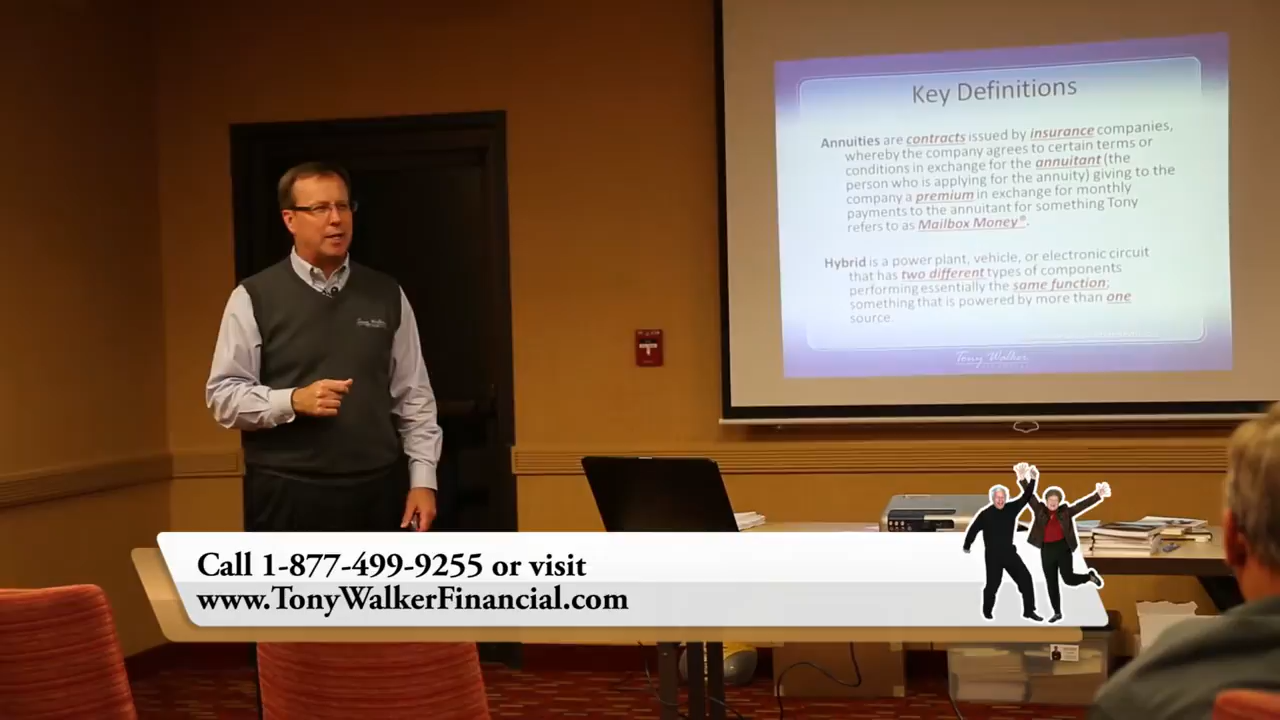 Key Definitions
Annuities are contracts issued by insurance companies,
whereby the company agrees to certain terms or
conditions in exchange for the annuitant (the
person who is applying for the annuity) giving to the
company a premium in exchange for monthly
payments to the annuitant for something Tony
refers to as Mailbox Money®.
Hybrid is a power plant, vehicle, or electronic circuit
that has two different types of components
performing essentially the same function;
something that is powered by more than one
source.
Tony Walker
Tony Walker
Call 1-877-499-9255 or visit
www.TonyWalkerFinancial.com